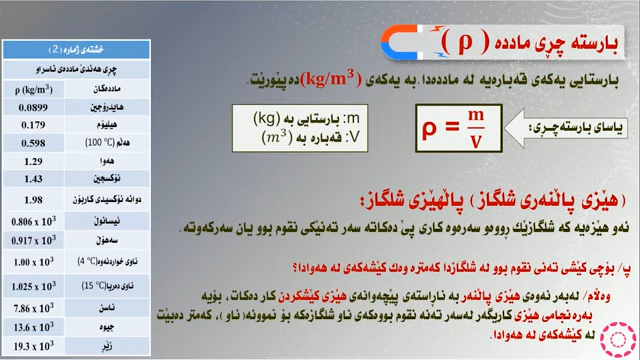 بارستە چڕی ماددە ( ρ )
بارستایی یەکەی قەبارەیە لە ماددەدا. بە یەکەی (kg/m³) دەپێورێت.
یاسای بارستەچـڕی:
ρ = m/V
m: بارستایی بە (kg)
V: قەبارە بە (m³)
(هێزی پاڵنەری شلگاز) پاڵهێزی شلگاز:
ئەو هێزەیە کە شلگازێك ڕووەو سەرەوە کاری پێ دەکاتە سەر تەنێکی نقوم بوو یان سەرکەوتە.
پ/ بۆچی کێشی تەنی نقوم بوو لە شلگازدا کەمترە وەك کێشەکەی لە هەوادا؟
وەڵام/ لەبەر ئەوەی هێزی پاڵنەر بە ئاڕاستەی پێچەوانەی هێزی کێشکردن کار دەکات، بۆیە
بەرەنجامی هێزی کاریگەر لەسەر تەنە نقوم بووەکەی ناو شلگازەکە بۆ نموونە( ئاو )، کەمتر دەبێت
لە کێشەکەی لە هەوادا.
خشتەی ژمارە ( 2 )
چڕی هەندێ ماددەی ناسراو
ماددەکان ρ (kg/m³)
هایدرۆجین 0.0899
هیلیۆم 0.179
هەڵم (100 °C) 0.598
هەوا 1.29
ئۆکسجین 1.43
دوانە ئۆکسیدی کاربۆن 1.98
ئیسانۆڵ 0.806 x 10³
سەهۆڵ 0.917 x 10³
ئاوی خواردنەوە (4 °C) 1.00 x 10³
ئاوی دەریا (15 °C) 1.025 x 10³
ئاسن 7.86 x 10³
جیوە 13.6 x 10³
زێڕ 19.3 x 10³